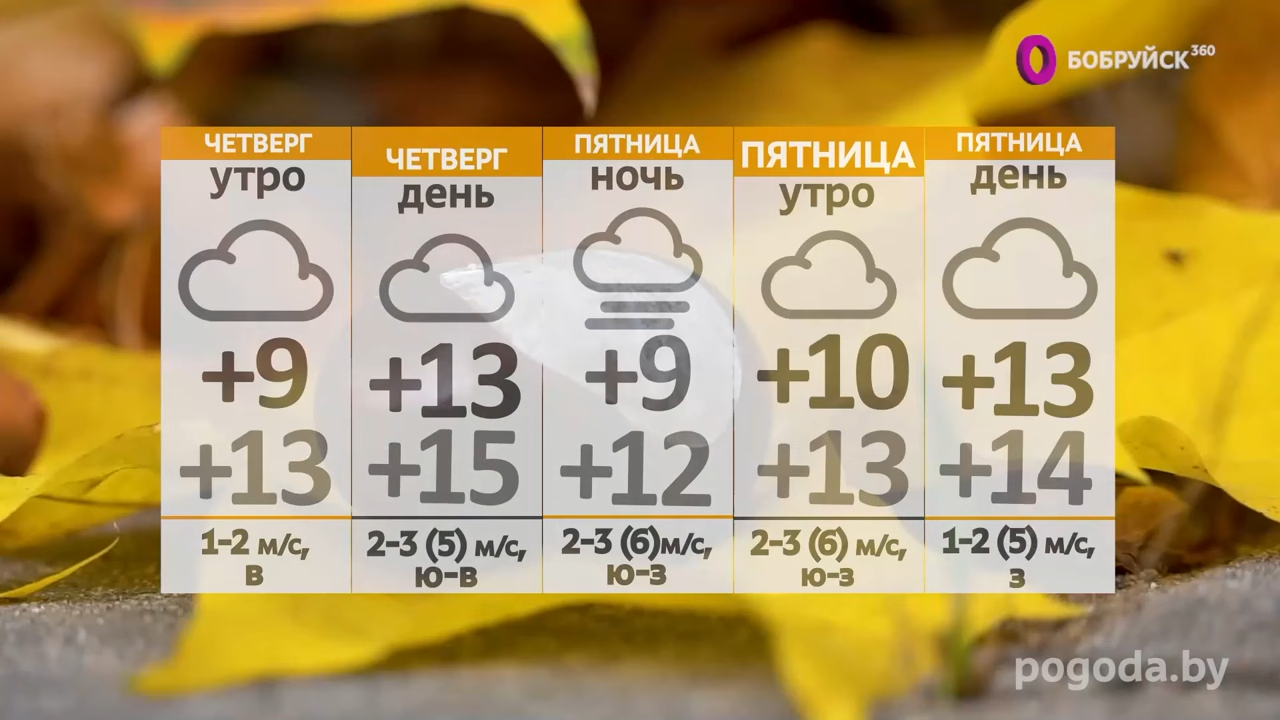 БОБРУЙСК360
ЧЕТВЕРГ
утро
+9
+13
1-2 м/с,
в
ЧЕТВЕРГ
день
+13
+15
2-3 (5) м/с,
ю-в
ПЯТНИЦА
ночь
+9
+12
2-3 (6)м/с,
ю-з
ПЯТНИЦА
утро
+10
+13
2-3 (6) м/с,
ю-з
ПЯТНИЦА
день
+13
+14
1-2 (5) м/с,
з
pogoda.by